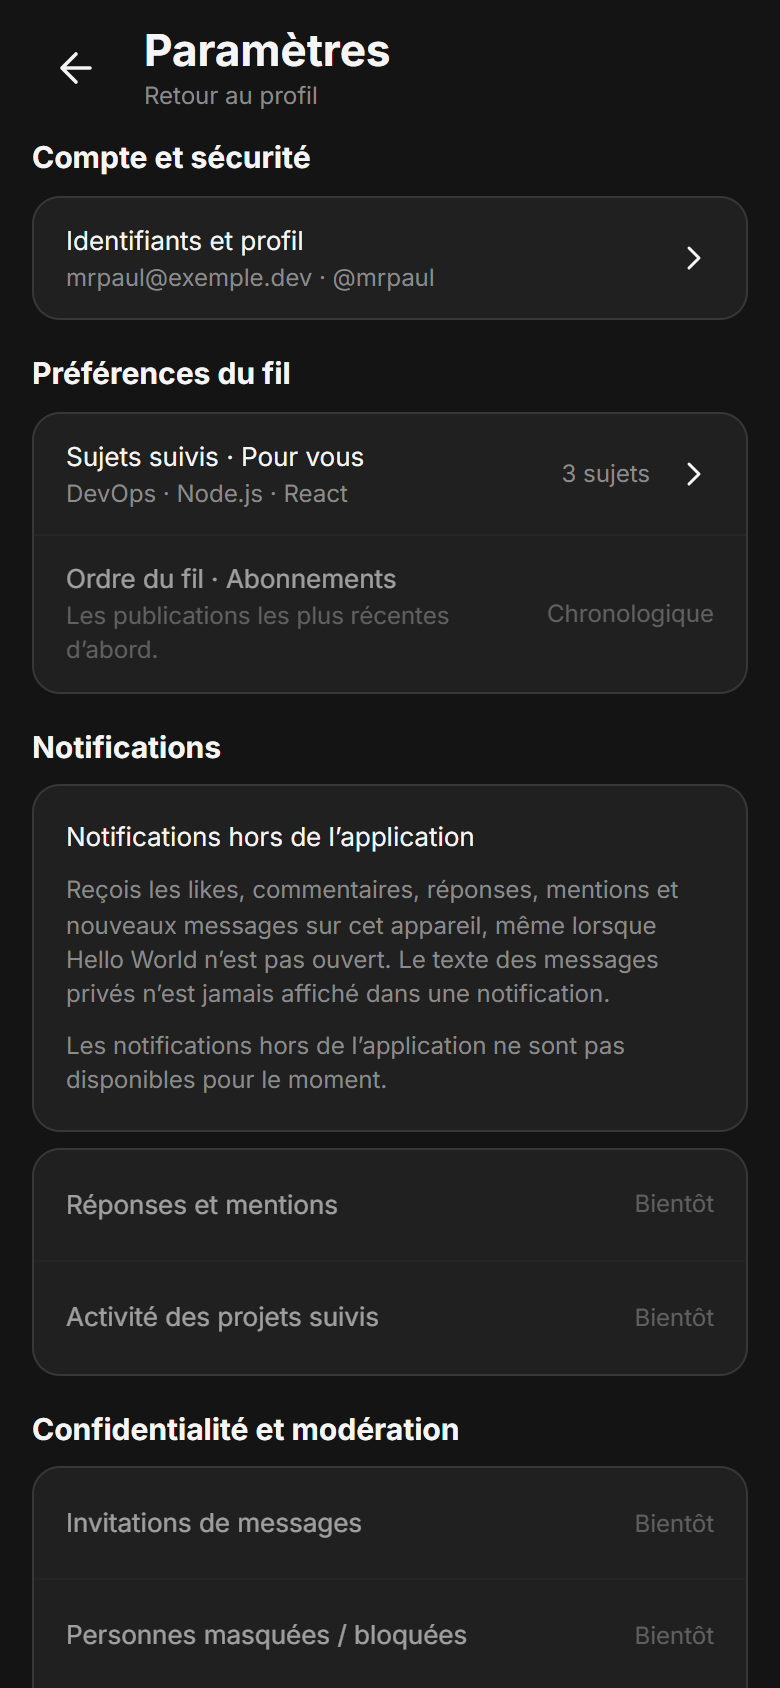 Paramètres
Retour au profil
Compte et sécurité
Identifiants et profil
mrpaul@exemple.dev · @mrpaul
Préférences du fil
Sujets suivis · Pour vous
DevOps · Node.js · React
3 sujets
Ordre du fil · Abonnements
Les publications les plus récentes
d’abord.
Chronologique
Notifications
Notifications hors de l’application
Reçois les likes, commentaires, réponses, mentions et
nouveaux messages sur cet appareil, même lorsque
Hello World n’est pas ouvert. Le texte des messages
privés n’est jamais affiché dans une notification.
Les notifications hors de l’application ne sont pas
disponibles pour le moment.
Réponses et mentions
Bientôt
Activité des projets suivis
Bientôt
Confidentialité et modération
Invitations de messages
Bientôt
Personnes masquées / bloquées
Bientôt